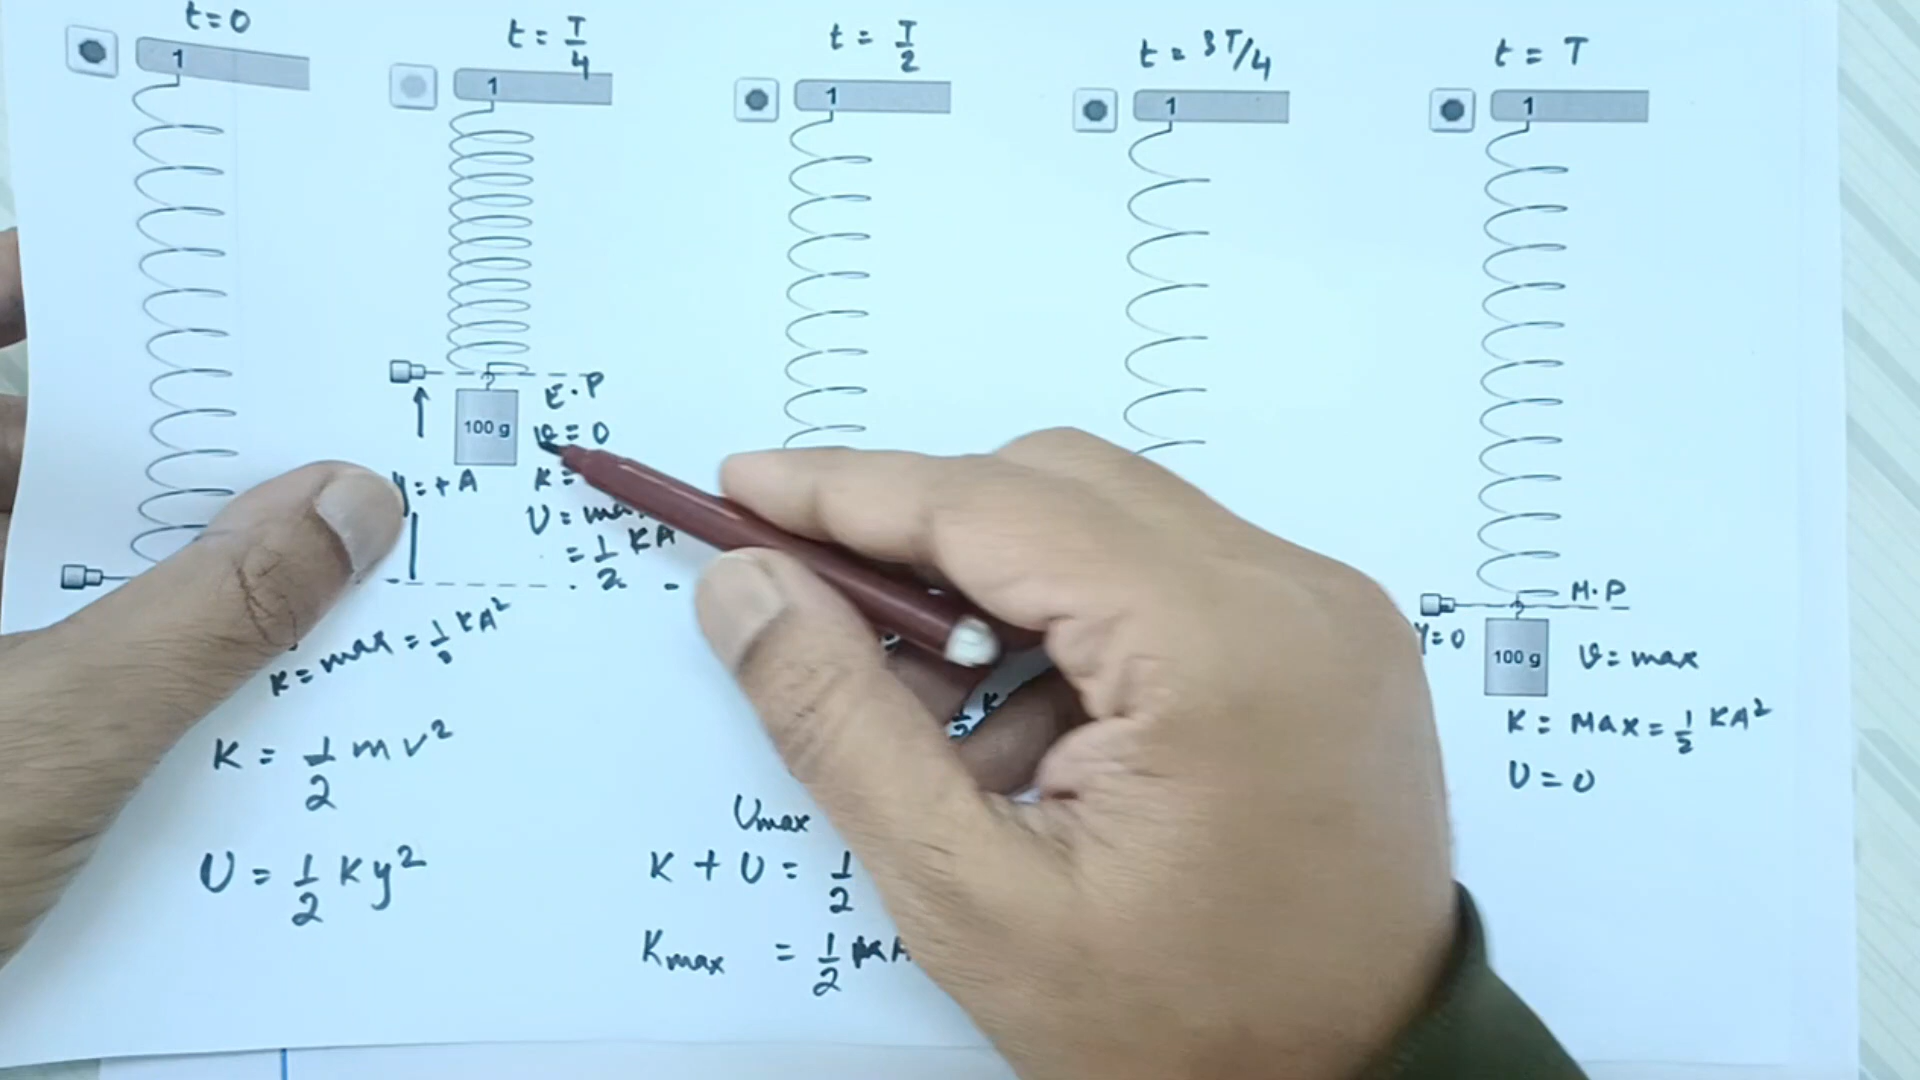 t = 0
1
t = T/4
1
100 g
E.P
v = 0
y = + A
K =
U = max
= 1/2 KA
K = max = 1/2 KA²
K = 1/2 mv²
U = 1/2 Ky²
t = T/2
1
Umax
K + U = 1/2
Kmax = 1/2
t = 3T/4
1
t = T
1
M.P
y = 0
100 g
v = max
K = Max = 1/2 KA²
U = 0